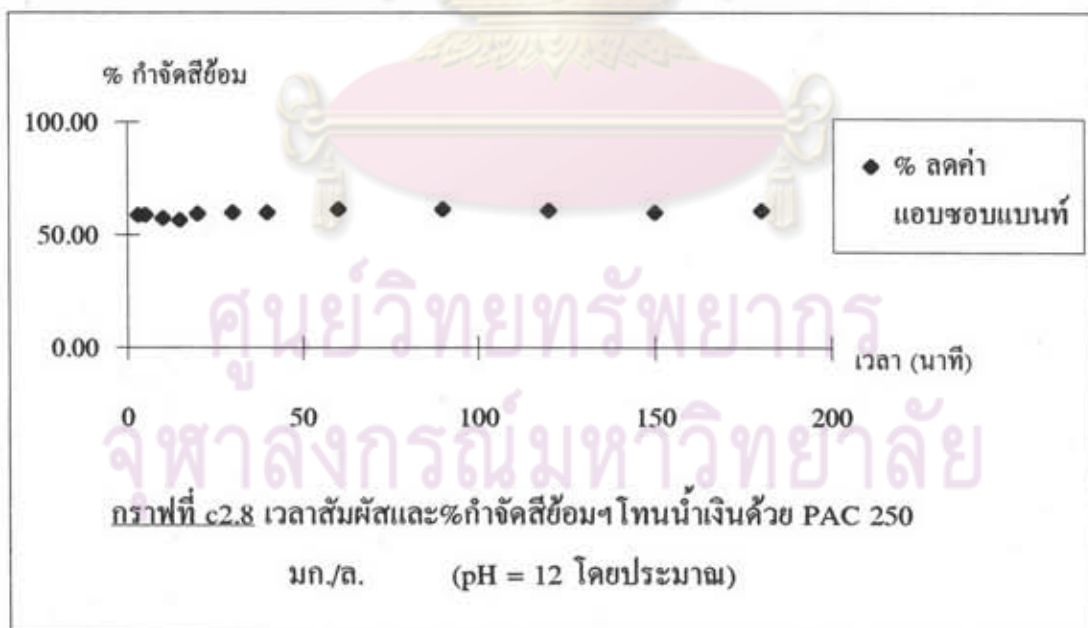 % กำจัดสีย้อม
100.00
50.00
0.00
0 50 100 150 200
เวลา (นาที)
◆ % ลดค่า
แอบซอบแบนท์
ศูนย์วิทยทรัพยากร
จุฬาลงกรณ์มหาวิทยาลัย
กราฟที่ c2.8 เวลาสัมผัสและ%กำจัดสีย้อมฯ โทนน้ำเงินด้วย PAC 250
มก./ล. (pH = 12 โดยประมาณ)